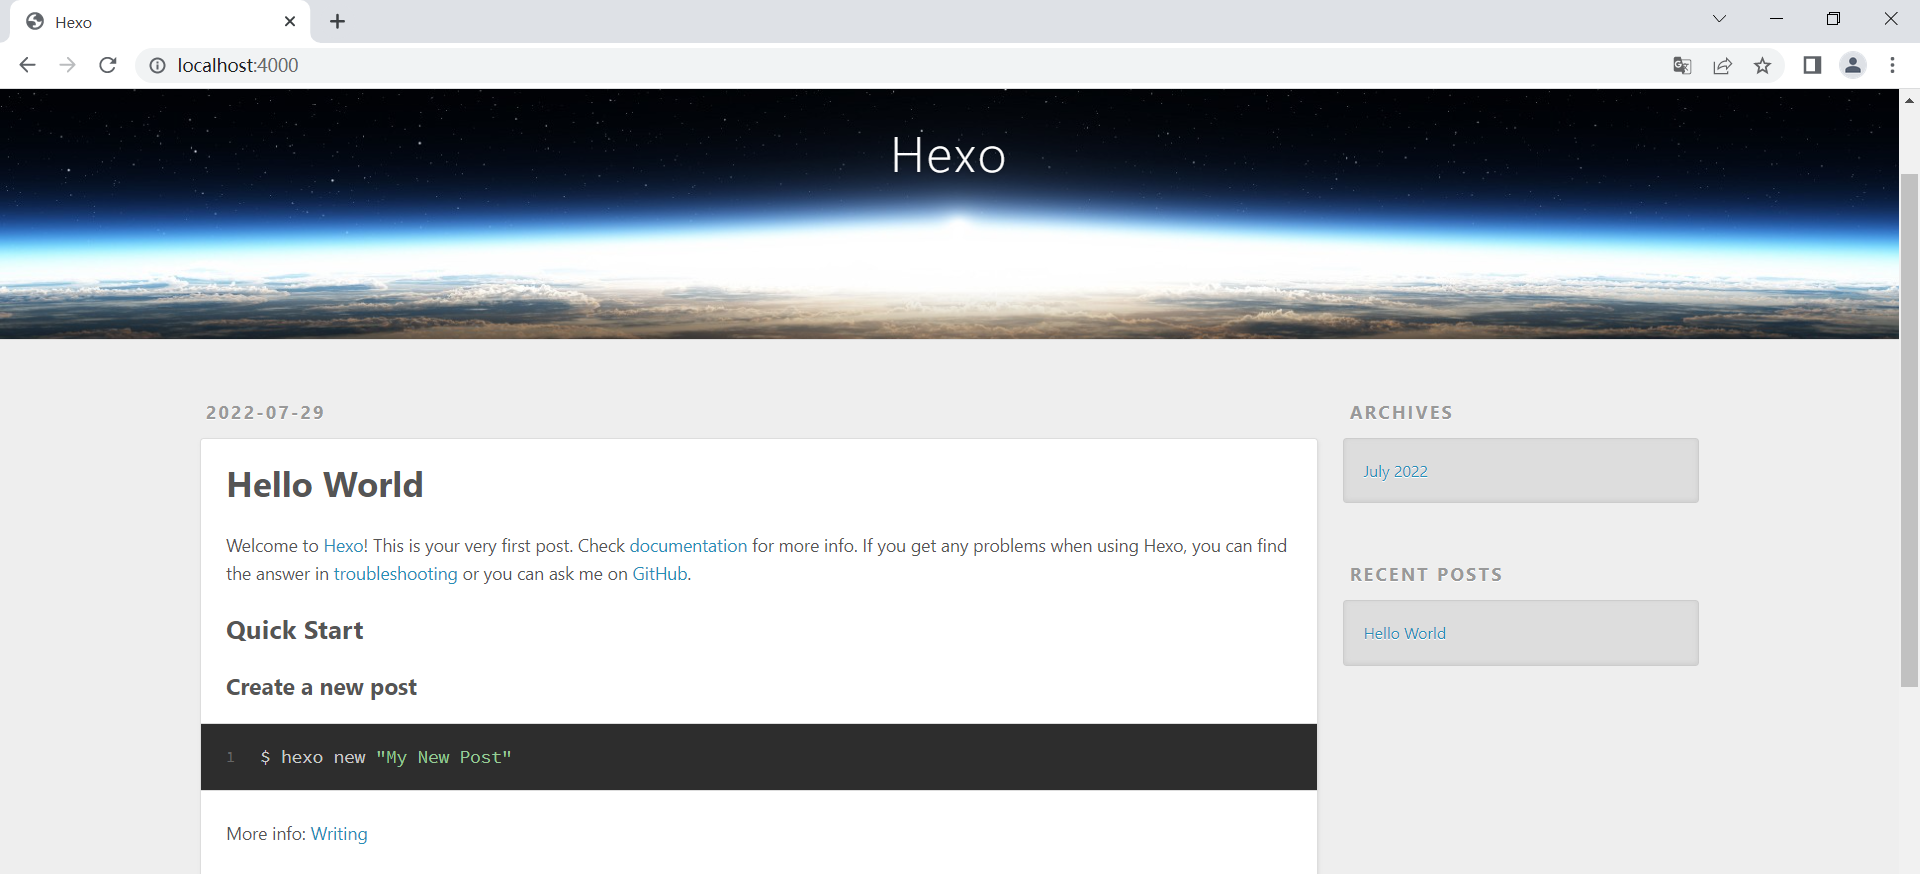 Hexo
localhost:4000
Hexo
2022-07-29
Hello World
Welcome to Hexo! This is your very first post. Check documentation for more info. If you get any problems when using Hexo, you can find
the answer in troubleshooting or you can ask me on GitHub.
Quick Start
Create a new post
1 $ hexo new "My New Post"
More info: Writing
ARCHIVES
July 2022
RECENT POSTS
Hello World